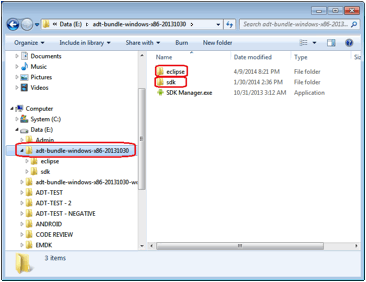 Data (E:) ▸ adt-bundle-windows-x86-20131030 ▸
Search adt-bundle-windows-x86-2013...
Organize Include in library Share with Burn New folder
Documents
Music
Pictures
Videos
Computer
System (C:)
Data (E:)
Admin
adt-bundle-windows-x86-20131030
eclipse
sdk
adt-bundle-windows-x86-20131030-w
ADT-TEST
ADT-TEST - 2
ADT-TEST - NEGATIVE
ANDROID
CODE REVIEW
EMDK
Name Date modified Type Size
eclipse 4/9/2014 8:21 PM File folder
sdk 1/30/2014 2:36 PM File folder
SDK Manager.exe 10/31/2013 3:12 AM Application
3 items